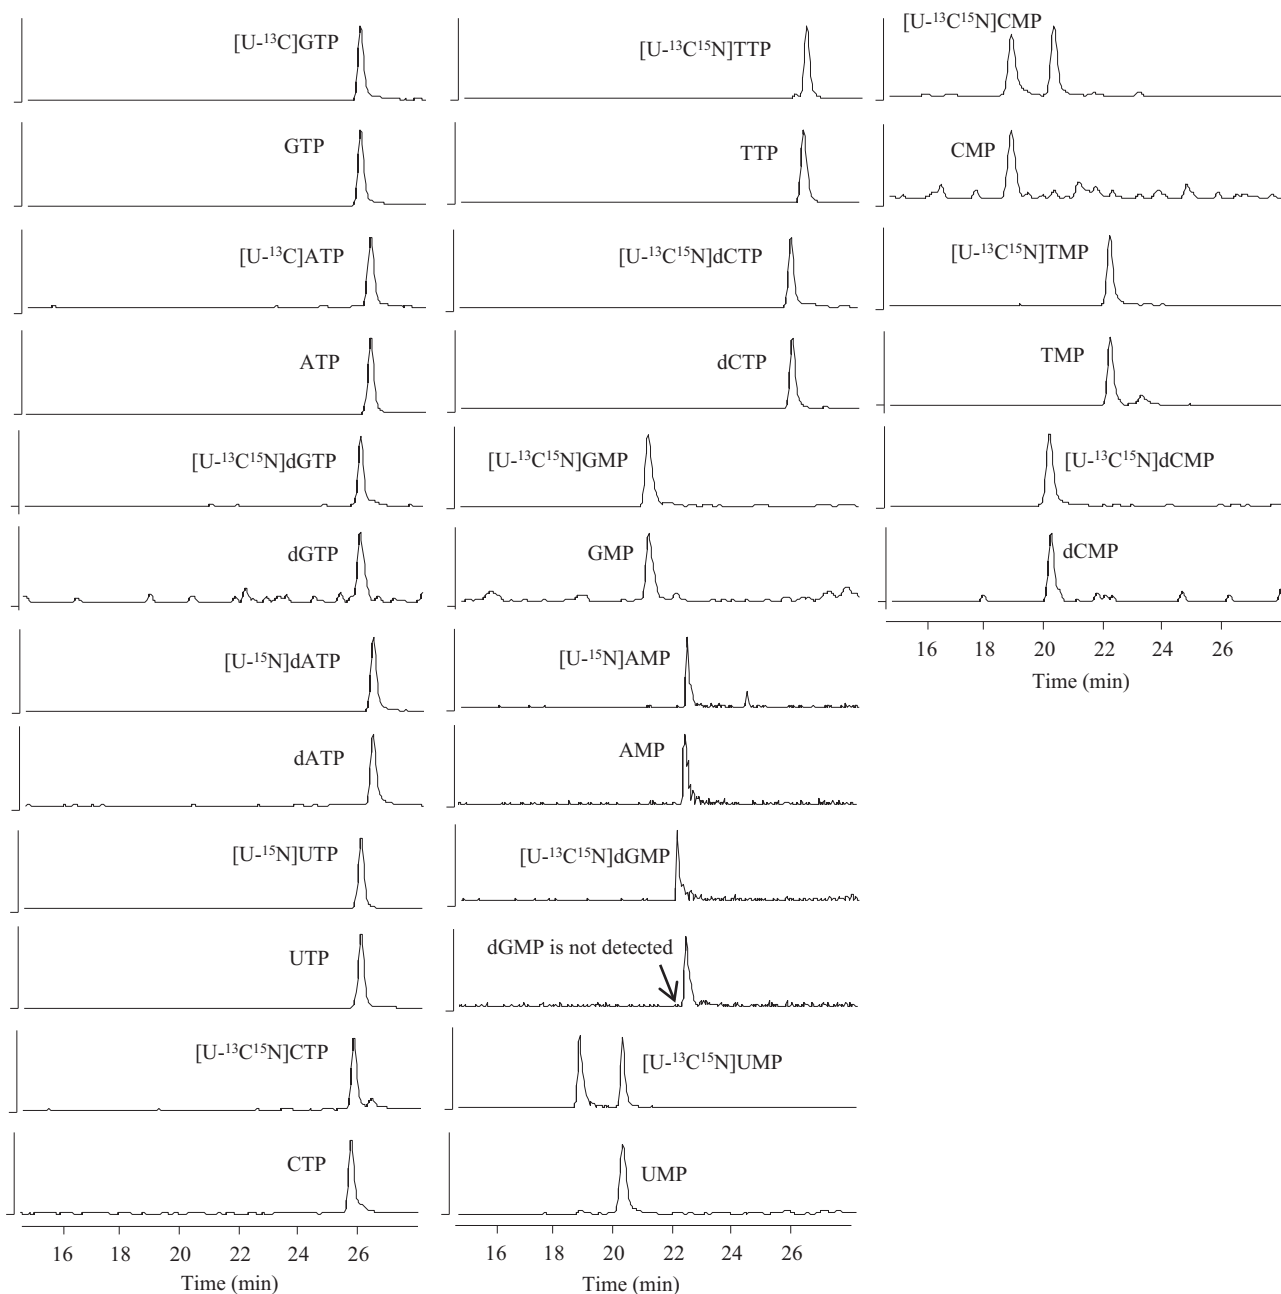 [U-¹³C]GTP
GTP
[U-¹³C]ATP
ATP
[U-¹³C¹⁵N]dGTP
dGTP
[U-¹⁵N]dATP
dATP
[U-¹⁵N]UTP
UTP
[U-¹³C¹⁵N]CTP
CTP
16 18 20 22 24 26
Time (min)
[U-¹³C¹⁵N]TTP
TTP
[U-¹³C¹⁵N]dCTP
dCTP
[U-¹³C¹⁵N]GMP
GMP
[U-¹⁵N]AMP
AMP
[U-¹³C¹⁵N]dGMP
dGMP is not detected
[U-¹³C¹⁵N]UMP
UMP
16 18 20 22 24 26
Time (min)
[U-¹³C¹⁵N]CMP
CMP
[U-¹³C¹⁵N]TMP
TMP
[U-¹³C¹⁵N]dCMP
dCMP
16 18 20 22 24 26
Time (min)